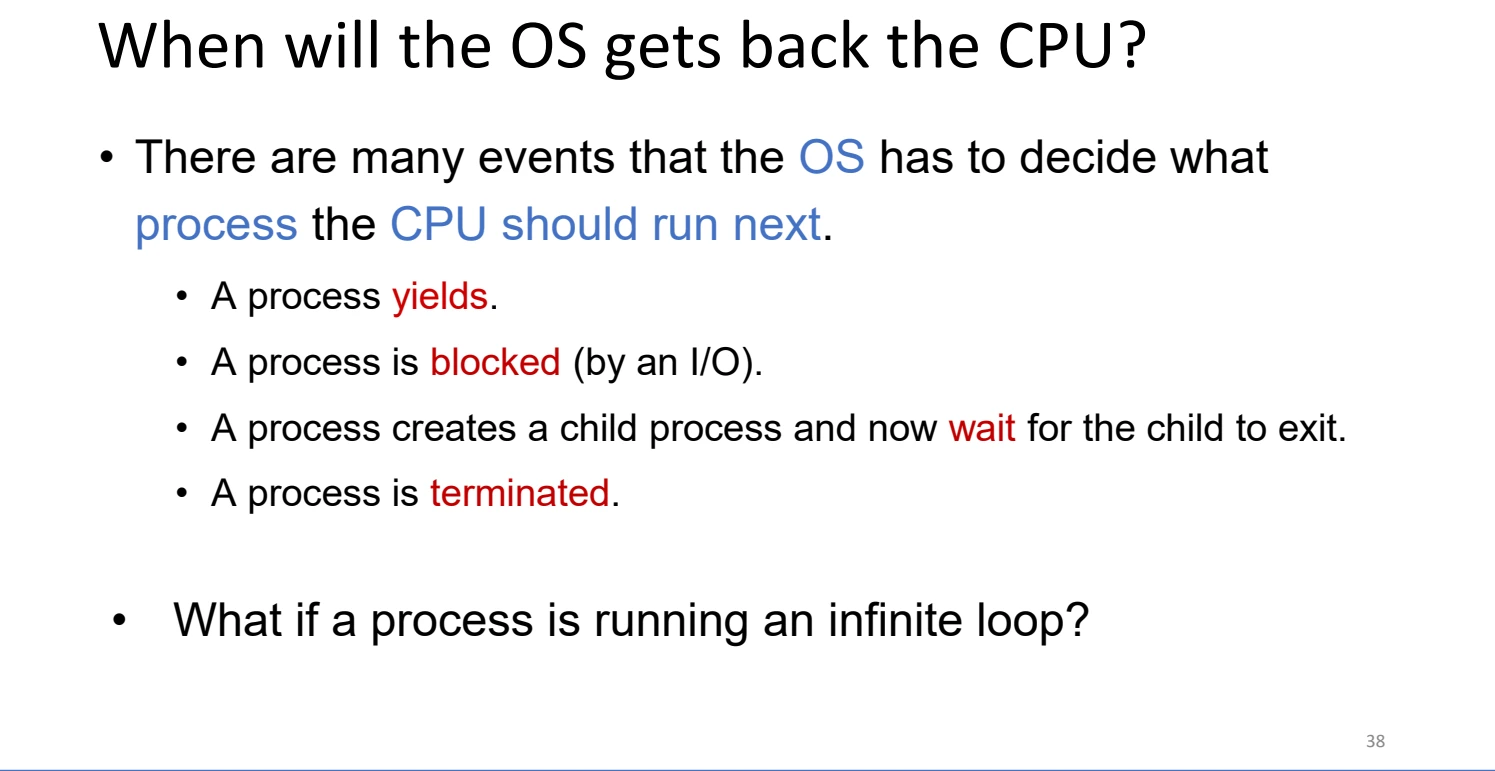 When will the OS gets back the CPU?
• There are many events that the OS has to decide what
process the CPU should run next.
• A process yields.
• A process is blocked (by an I/O).
• A process creates a child process and now wait for the child to exit.
• A process is terminated.
• What if a process is running an infinite loop?
38